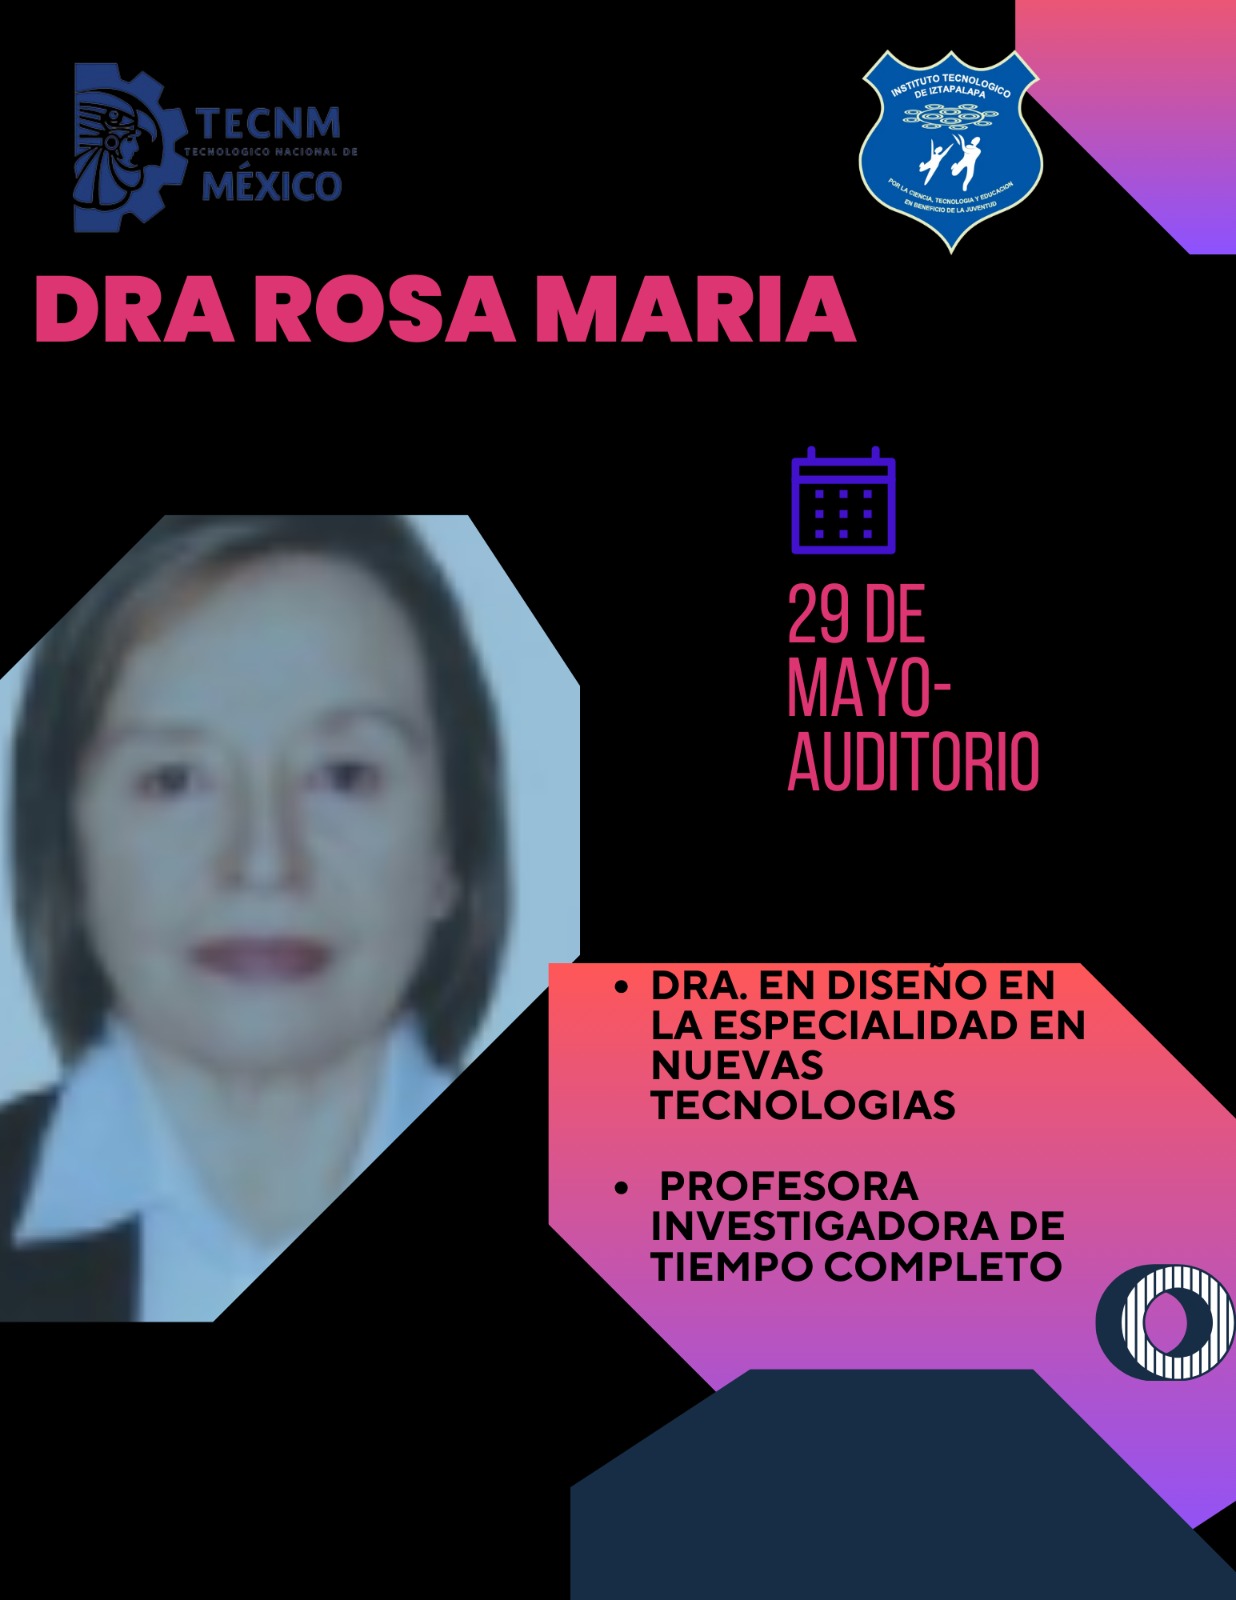 TECNM
TECNOLOGICO NACIONAL DE
MÉXICO
INSTITUTO TECNOLOGICO
DE IZTAPALAPA
POR LA CIENCIA, TECNOLOGIA Y EDUCACION
EN BENEFICIO DE LA JUVENTUD
DRA ROSA MARIA
29 DE
MAYO-
AUDITORIO
• DRA. EN DISEÑO EN
LA ESPECIALIDAD EN
NUEVAS
TECNOLOGIAS
• PROFESORA
INVESTIGADORA DE
TIEMPO COMPLETO